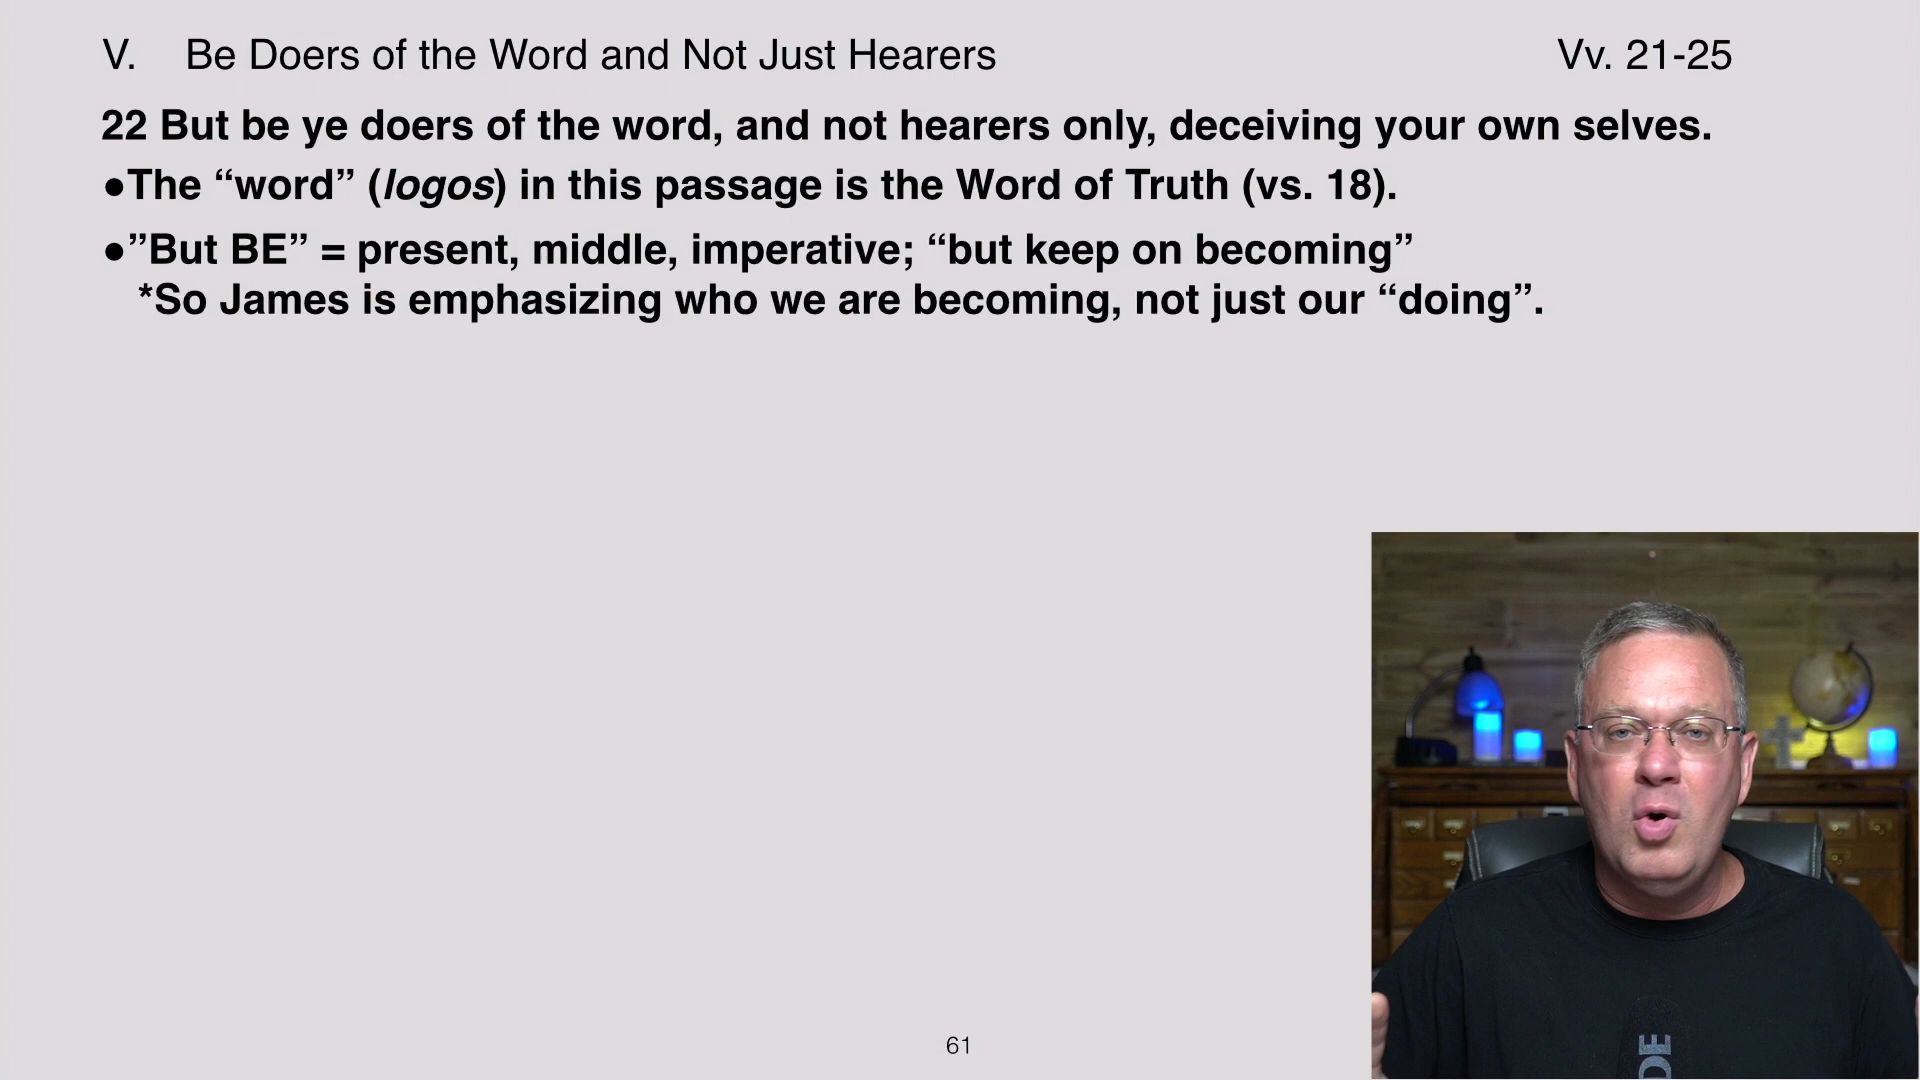 V. Be Doers of the Word and Not Just Hearers Vv. 21-25
22 But be ye doers of the word, and not hearers only, deceiving your own selves.
●The “word” (logos) in this passage is the Word of Truth (vs. 18).
●”But BE” = present, middle, imperative; “but keep on becoming”
*So James is emphasizing who we are becoming, not just our “doing”.
61
DE